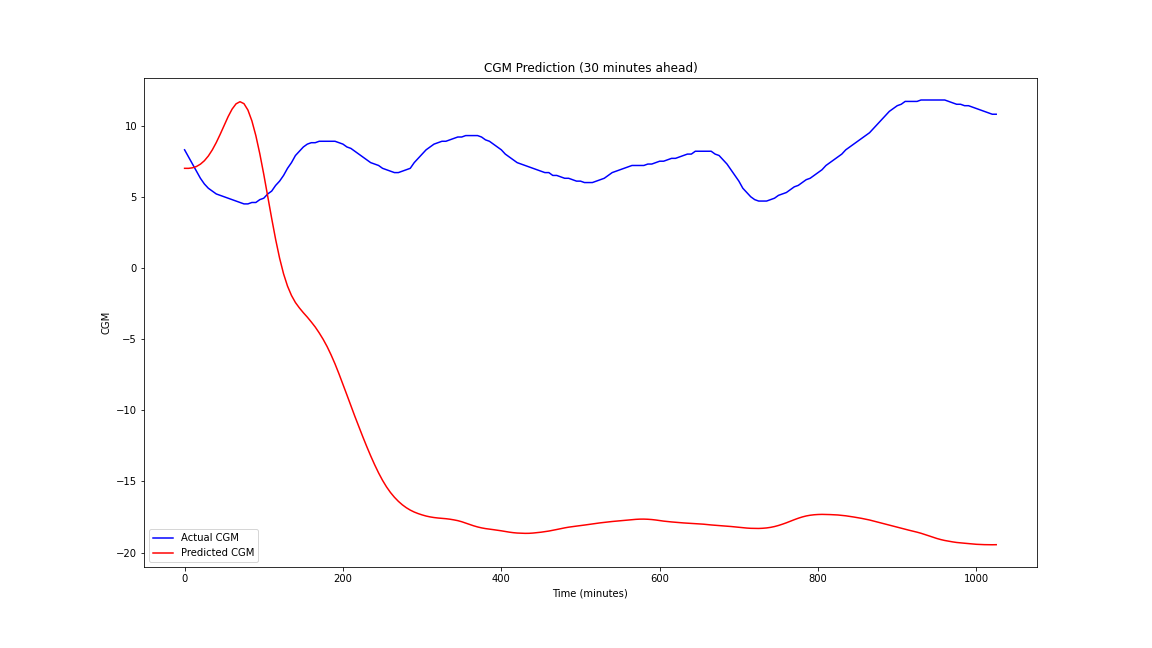 CGM Prediction (30 minutes ahead)
CGM
10
5
0
−5
−10
−15
−20
Actual CGM
Predicted CGM
0 200 400 600 800 1000
Time (minutes)